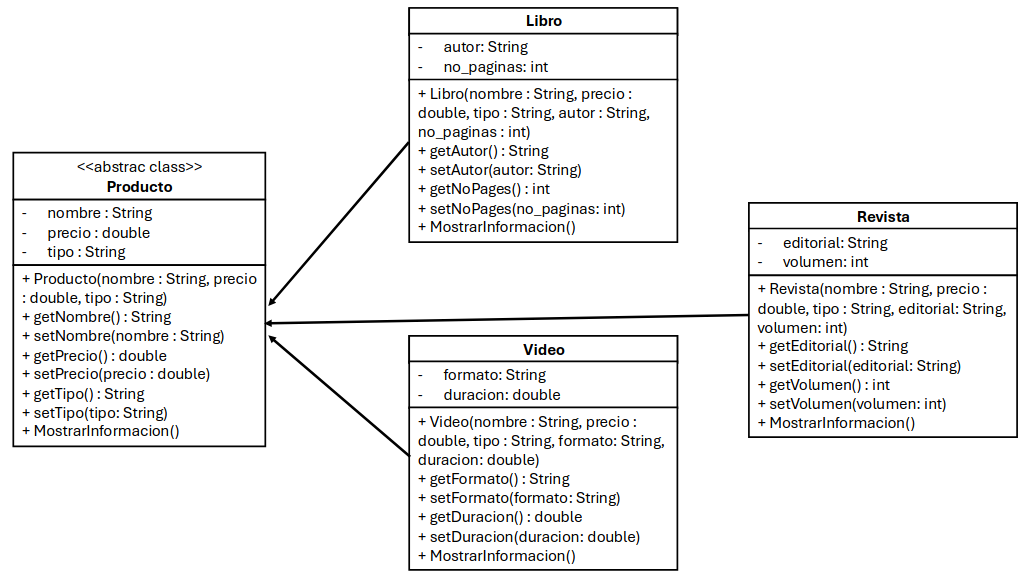 <<abstrac class>>
Producto
- nombre : String
- precio : double
- tipo : String
+ Producto(nombre : String, precio
: double, tipo : String)
+ getNombre() : String
+ setNombre(nombre : String)
+ getPrecio() : double
+ setPrecio(precio : double)
+ getTipo() : String
+ setTipo(tipo: String)
+ MostrarInformacion()
Libro
- autor: String
- no_paginas: int
+ Libro(nombre : String, precio :
double, tipo : String, autor : String,
no_paginas : int)
+ getAutor() : String
+ setAutor(autor: String)
+ getNoPages() : int
+ setNoPages(no_paginas: int)
+ MostrarInformacion()
Video
- formato: String
- duracion: double
+ Video(nombre : String, precio :
double, tipo : String, formato: String,
duracion: double)
+ getFormato() : String
+ setFormato(formato: String)
+ getDuracion() : double
+ setDuracion(duracion: double)
+ MostrarInformacion()
Revista
- editorial: String
- volumen: int
+ Revista(nombre : String, precio :
double, tipo : String, editorial: String,
volumen: int)
+ getEditorial() : String
+ setEditorial(editorial: String)
+ getVolumen() : int
+ setVolumen(volumen: int)
+ MostrarInformacion()